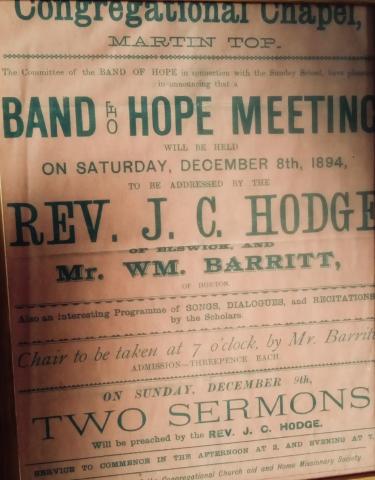 Congregational Chapel,
MARTIN TOP.
The Committee of the BAND OF HOPE in connection with the Sunday School, have
in announcing that a
BAND OF HOPE MEETING
WILL BE HELD
ON SATURDAY, DECEMBER 8th, 1894,
TO BE ADDRESSED BY THE
REV. J. C. HODGE
OF ELSWICK, AND
Mr. WM. BARRITT,
OF BOSTON.
Also an interesting Programme of SONGS, DIALOGUES, and RECITATIONS
by the Scholars.
Chair to be taken at 7 o'clock, by Mr. Barritt
ADMISSION—THREEPENCE EACH.
ON SUNDAY, DECEMBER 9th,
TWO SERMONS
Will be preached by the REV. J. C. HODGE.
SERVICE TO COMMENCE IN THE AFTERNOON AT 2, AND EVENING AT 7.
the Congregational Church aid and Home Missionary Society